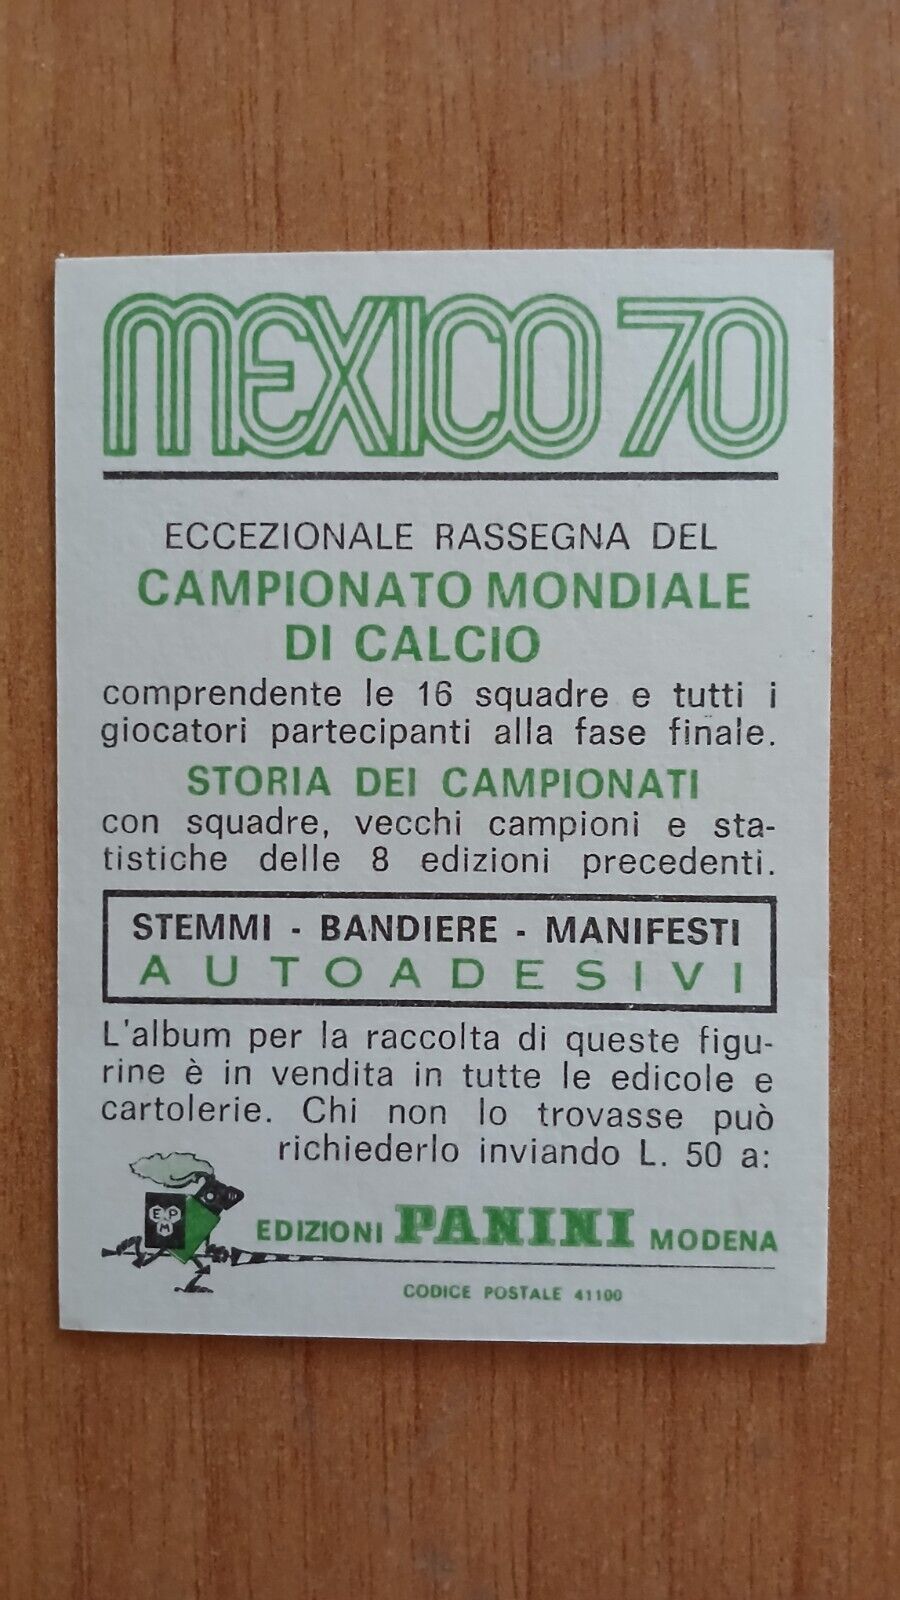 MEXICO 70
ECCEZIONALE RASSEGNA DEL
CAMPIONATO MONDIALE
DI CALCIO
comprendente le 16 squadre e tutti i
giocatori partecipanti alla fase finale.
STORIA DEI CAMPIONATI
con squadre, vecchi campioni e sta-
tistiche delle 8 edizioni precedenti.
STEMMI - BANDIERE - MANIFESTI
AUTOADESIVI
L'album per la raccolta di queste figu-
rine è in vendita in tutte le edicole e
cartolerie. Chi non lo trovasse può
richiederlo inviando L. 50 a:
EPM
EDIZIONI PANINI MODENA
CODICE POSTALE 41100